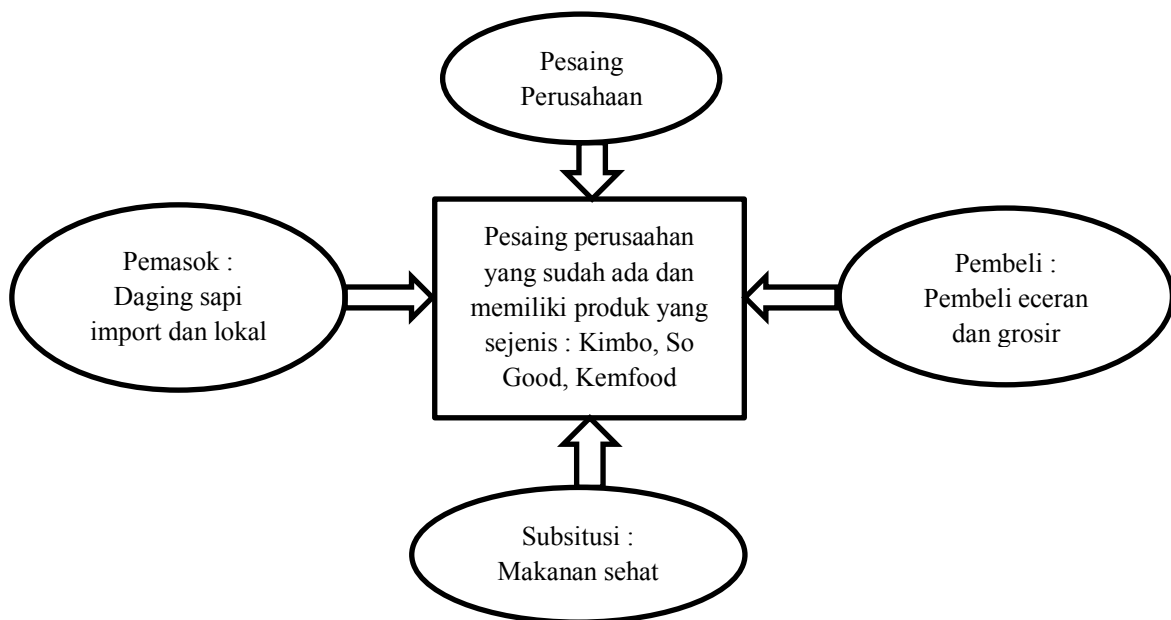 Pesaing
Perusahaan
Pemasok :
Daging sapi
import dan lokal
Pesaing perusaahan
yang sudah ada dan
memiliki produk yang
sejenis : Kimbo, So
Good, Kemfood
Pembeli :
Pembeli eceran
dan grosir
Subsitusi :
Makanan sehat